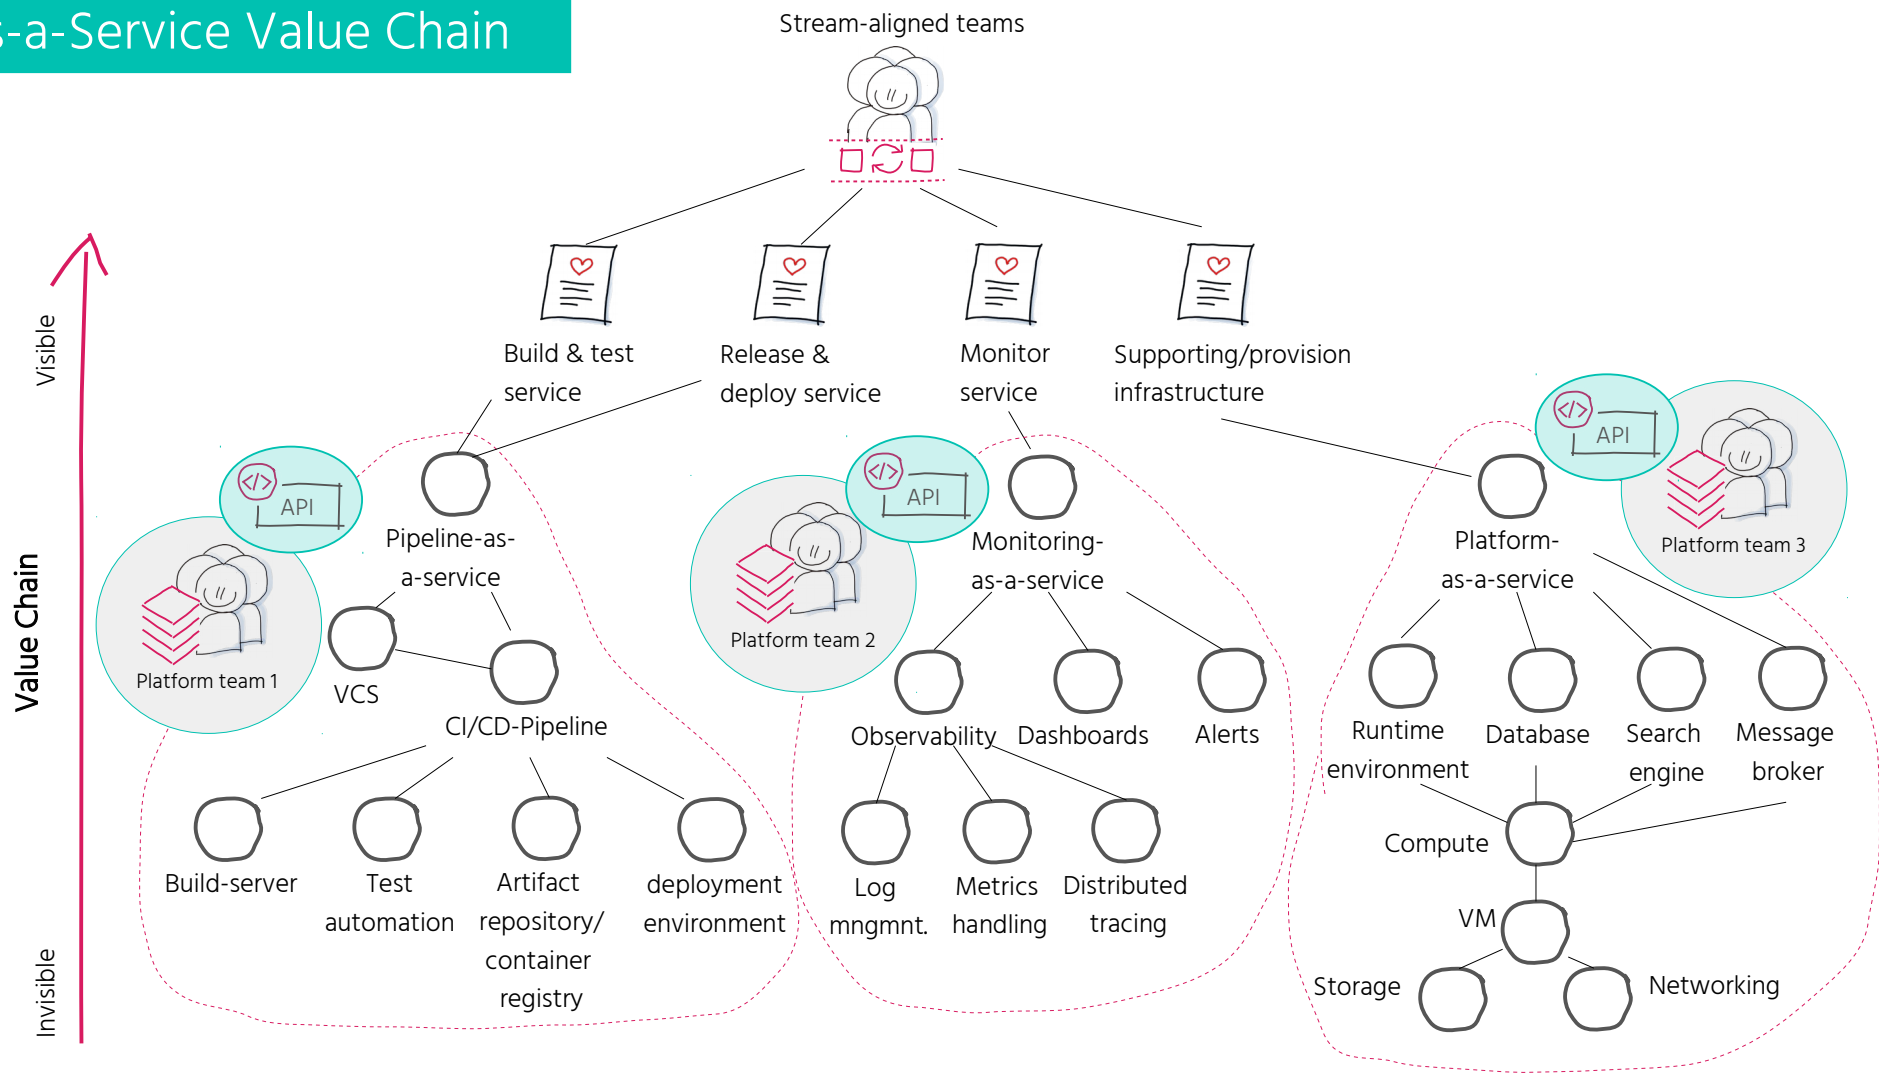 s-a-Service Value Chain
Stream-aligned teams
Visible
Value Chain
Invisible
Build & test
service
Release &
deploy service
Monitor
service
Supporting/provision
infrastructure
</>
API
Platform team 1
Pipeline-as-
a-service
VCS
CI/CD-Pipeline
Build-server
Test
automation
Artifact
repository/
container
registry
deployment
environment
</>
API
Platform team 2
Monitoring-
as-a-service
Observability
Dashboards
Alerts
Log
mngmnt.
Metrics
handling
Distributed
tracing
</>
API
Platform team 3
Platform-
as-a-service
Runtime
environment
Database
Search
engine
Message
broker
Compute
VM
Storage
Networking